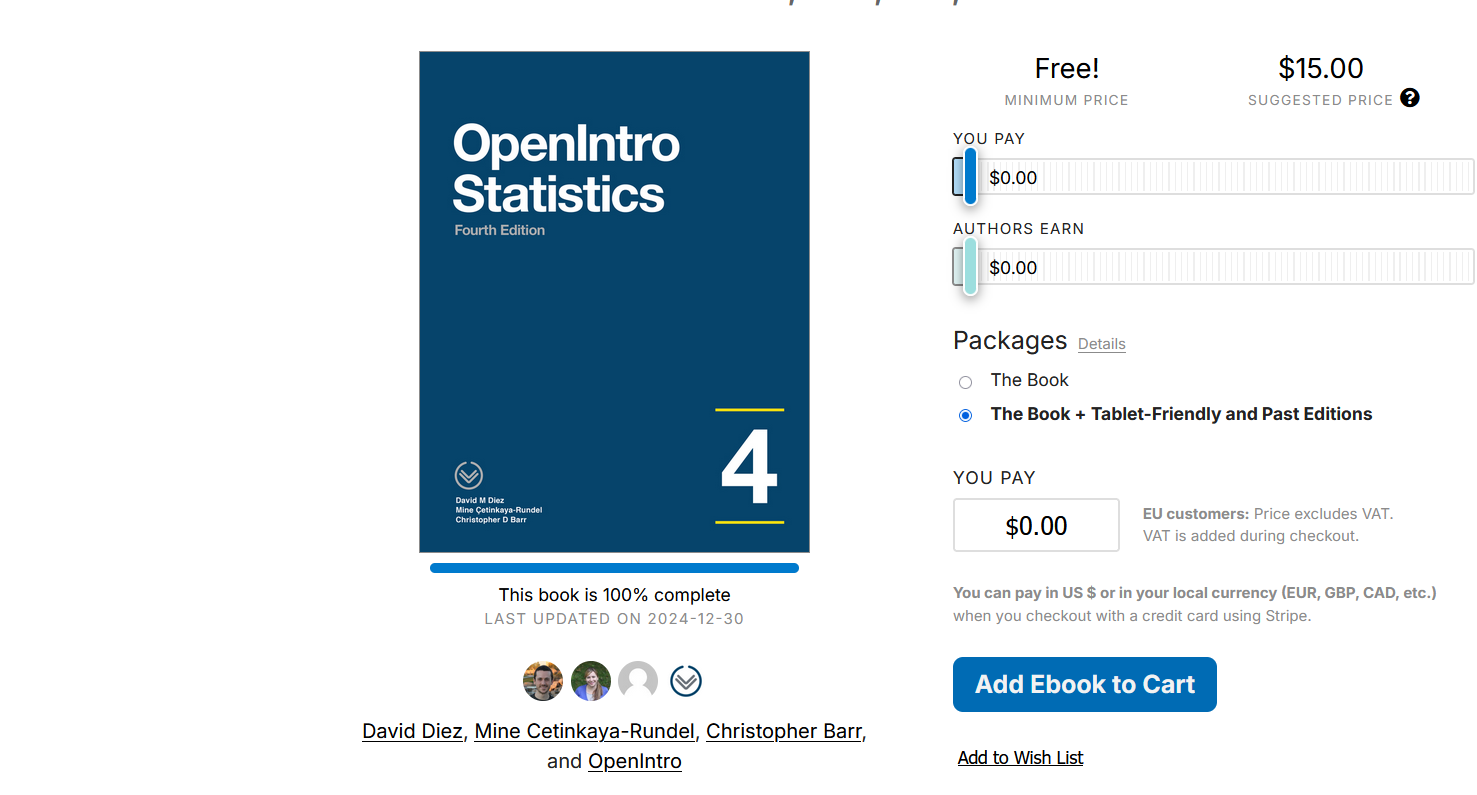 OpenIntro
Statistics
Fourth Edition
4
David M Diez
Mine Çetinkaya-Rundel
Christopher D Barr
This book is 100% complete
LAST UPDATED ON 2024-12-30
David Diez, Mine Cetinkaya-Rundel, Christopher Barr,
and OpenIntro
Free!
MINIMUM PRICE
$15.00
SUGGESTED PRICE ?
YOU PAY
$0.00
AUTHORS EARN
$0.00
Packages Details
The Book
The Book + Tablet-Friendly and Past Editions
YOU PAY
$0.00
EU customers: Price excludes VAT.
VAT is added during checkout.
You can pay in US $ or in your local currency (EUR, GBP, CAD, etc.)
when you checkout with a credit card using Stripe.
Add Ebook to Cart
Add to Wish List